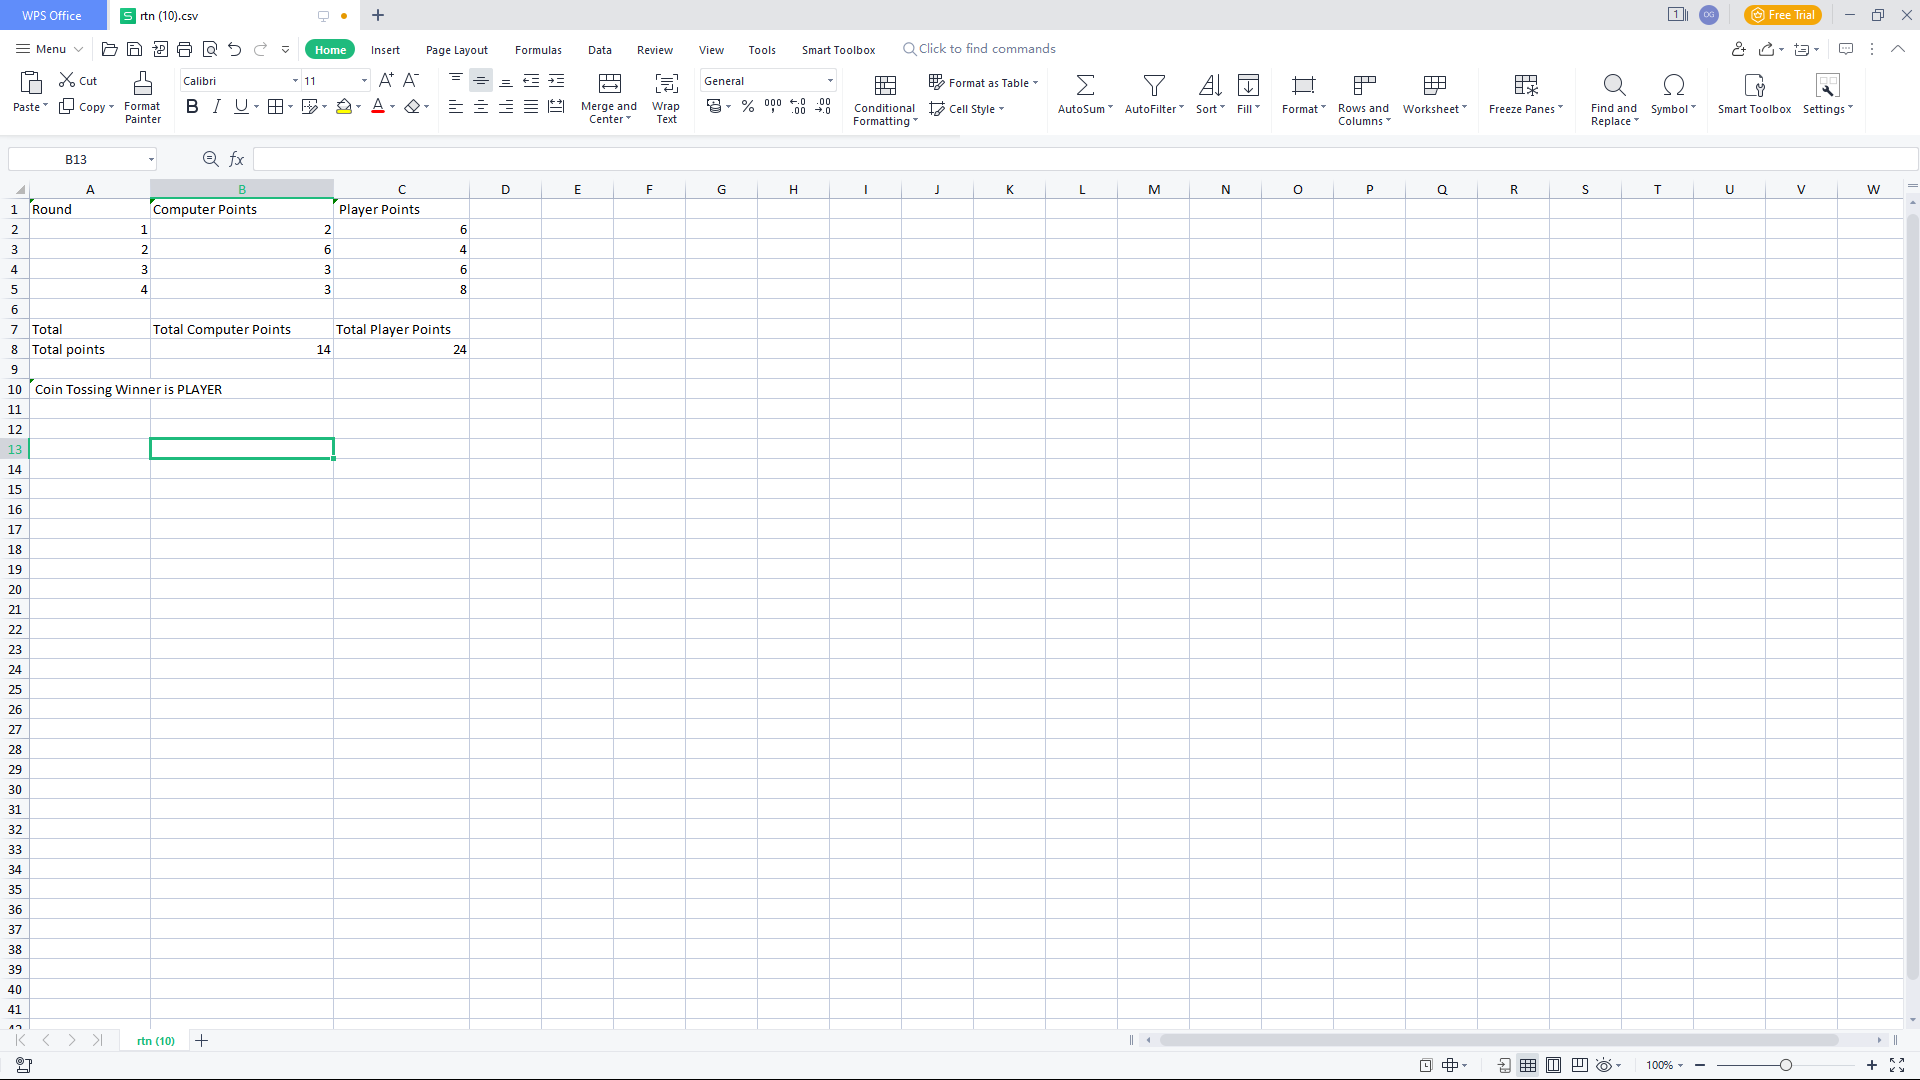 WPS Office rtn (10).csv 1 OG Free Trial
Menu Home Insert Page Layout Formulas Data Review View Tools Smart Toolbox Click to find commands
Paste Cut Copy Format Painter Calibri 11 A+ A- B I U A Merge and Center Wrap Text General % Conditional Formatting Format as Table Cell Style AutoSum AutoFilter Sort Fill Format Rows and Columns Worksheet Freeze Panes Find and Replace Symbol Smart Toolbox Settings
B13 fx
A B C D E F G H I J K L M N O P Q R S T U V W
1 Round Computer Points Player Points
2 1 2 6
3 2 6 4
4 3 3 6
5 4 3 8
6
7 Total Total Computer Points Total Player Points
8 Total points 14 24
9
10 Coin Tossing Winner is PLAYER
11
12
13
14
15
16
17
18
19
20
21
22
23
24
25
26
27
28
29
30
31
32
33
34
35
36
37
38
39
40
41
42
rtn (10)
100%